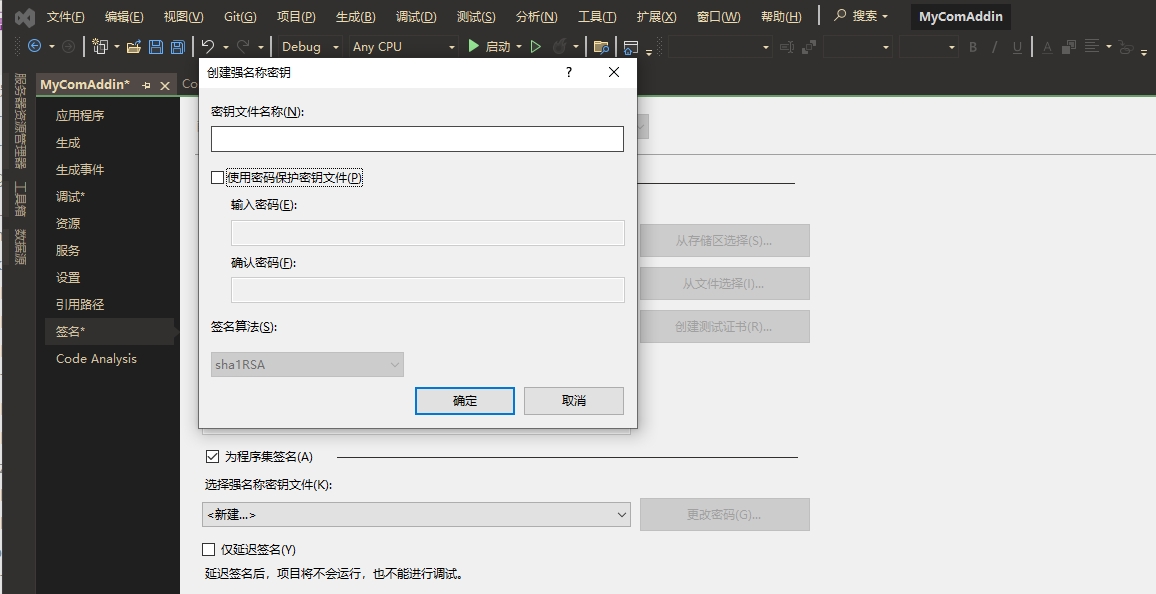 文件(F) 编辑(E) 视图(V) Git(G) 项目(P) 生成(B) 调试(D) 测试(S) 分析(N) 工具(T) 扩展(X) 窗口(W) 帮助(H) 搜索 MyComAddin
Debug Any CPU 启动
服务器资源管理器
工具箱
数据源
MyComAddin* Co
应用程序
生成
生成事件
调试*
资源
服务
设置
引用路径
签名*
Code Analysis
创建强名称密钥 ?
密钥文件名称(N):
使用密码保护密钥文件(P)
输入密码(E):
确认密码(F):
签名算法(S):
sha1RSA
确定 取消
从存储区选择(S)...
从文件选择(I)...
创建测试证书(R)...
为程序集签名(A)
选择强名称密钥文件(K):
<新建...> 更改密码(G)...
仅延迟签名(Y)
延迟签名后，项目将不会运行，也不能进行调试。